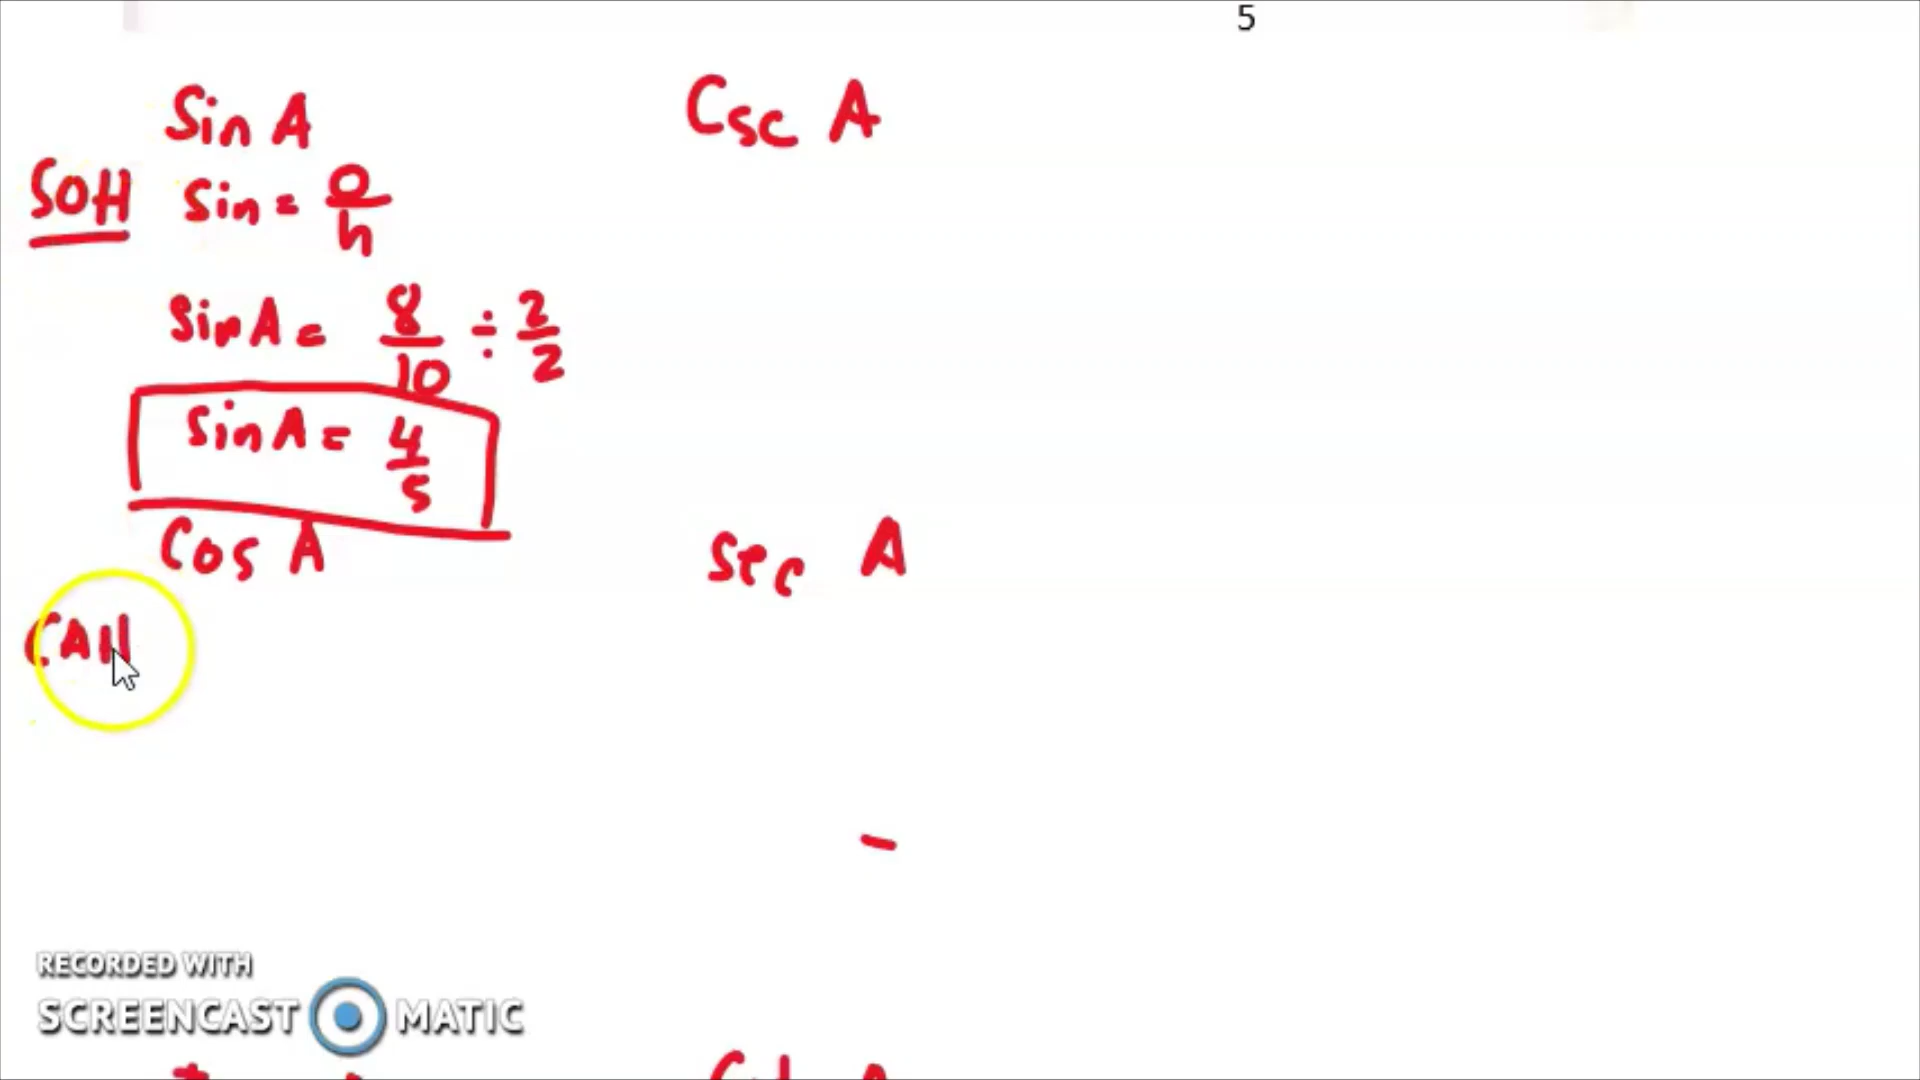 5
Sin A
Csc A
SOH Sin = o/h
Sin A = 8/10 ÷ 2/2
Sin A = 4/5
Cos A
Sec A
CAH
RECORDED WITH
SCREENCAST MATIC